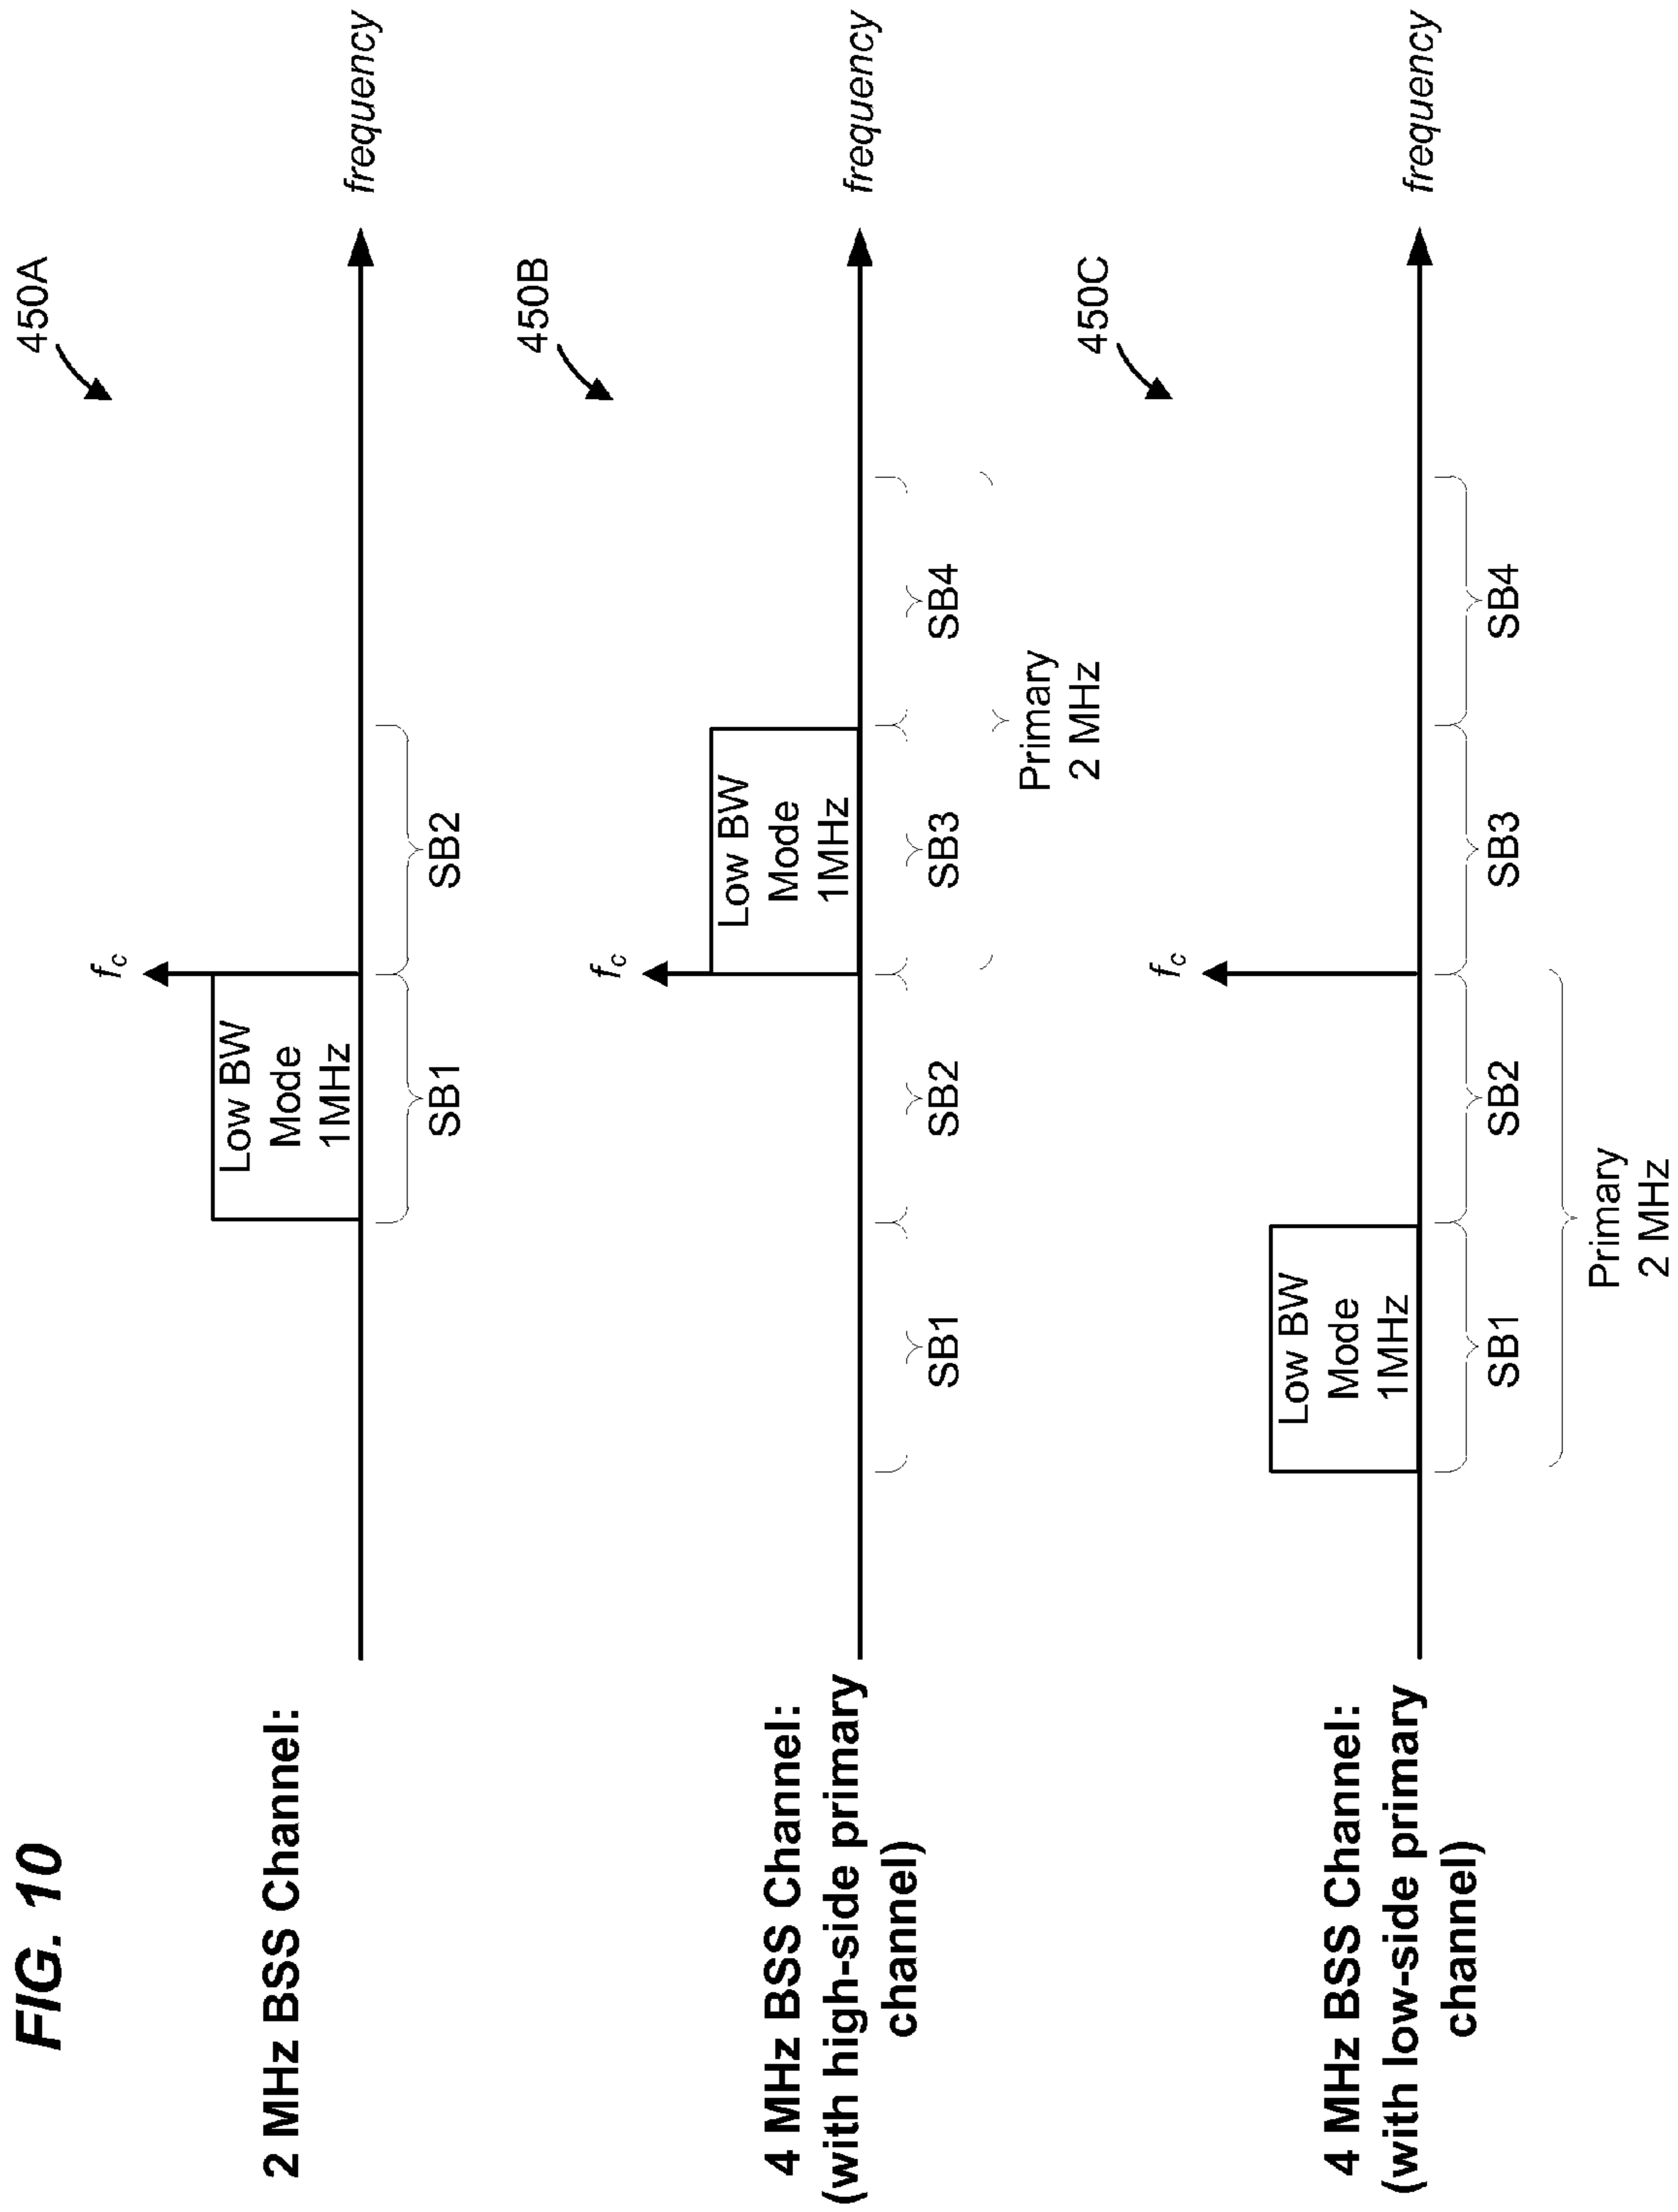 FIG. 10
2 MHz BSS Channel:
450A
fc
Low BW
Mode
1MHz
frequency
SB1
SB2
4 MHz BSS Channel:
(with high-side primary
channel)
450B
fc
Low BW
Mode
1MHz
frequency
SB1
SB2
SB3
SB4
Primary
2 MHz
4 MHz BSS Channel:
(with low-side primary
channel)
450C
fc
Low BW
Mode
1MHz
frequency
SB1
SB2
SB3
SB4
Primary
2 MHz